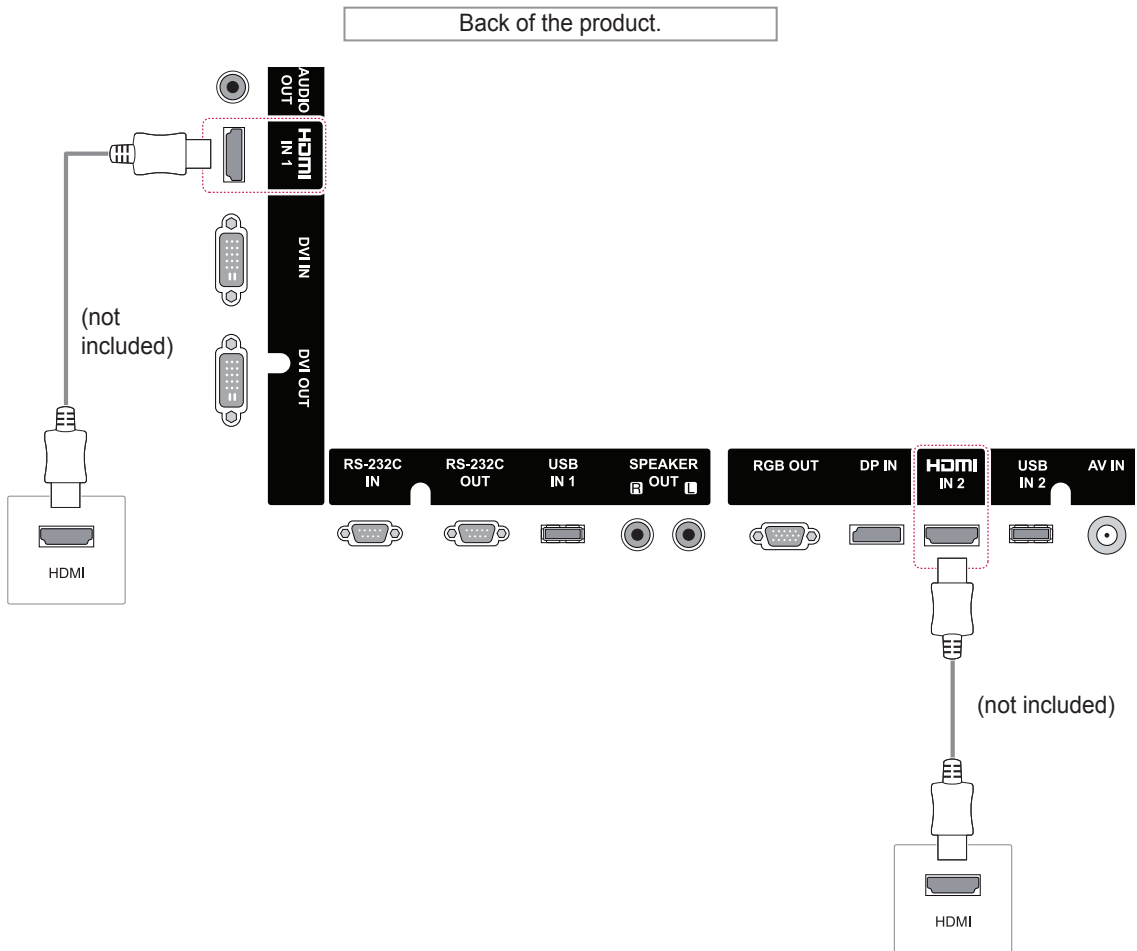 Back of the product.
AUDIO
OUT
HDMI
IN 1
DVI IN
(not
included)
DVI OUT
HDMI
RS-232C
IN
RS-232C
OUT
USB
IN 1
SPEAKER
R OUT L
RGB OUT
DP IN
HDMI
IN 2
USB
IN 2
AV IN
(not included)
HDMI